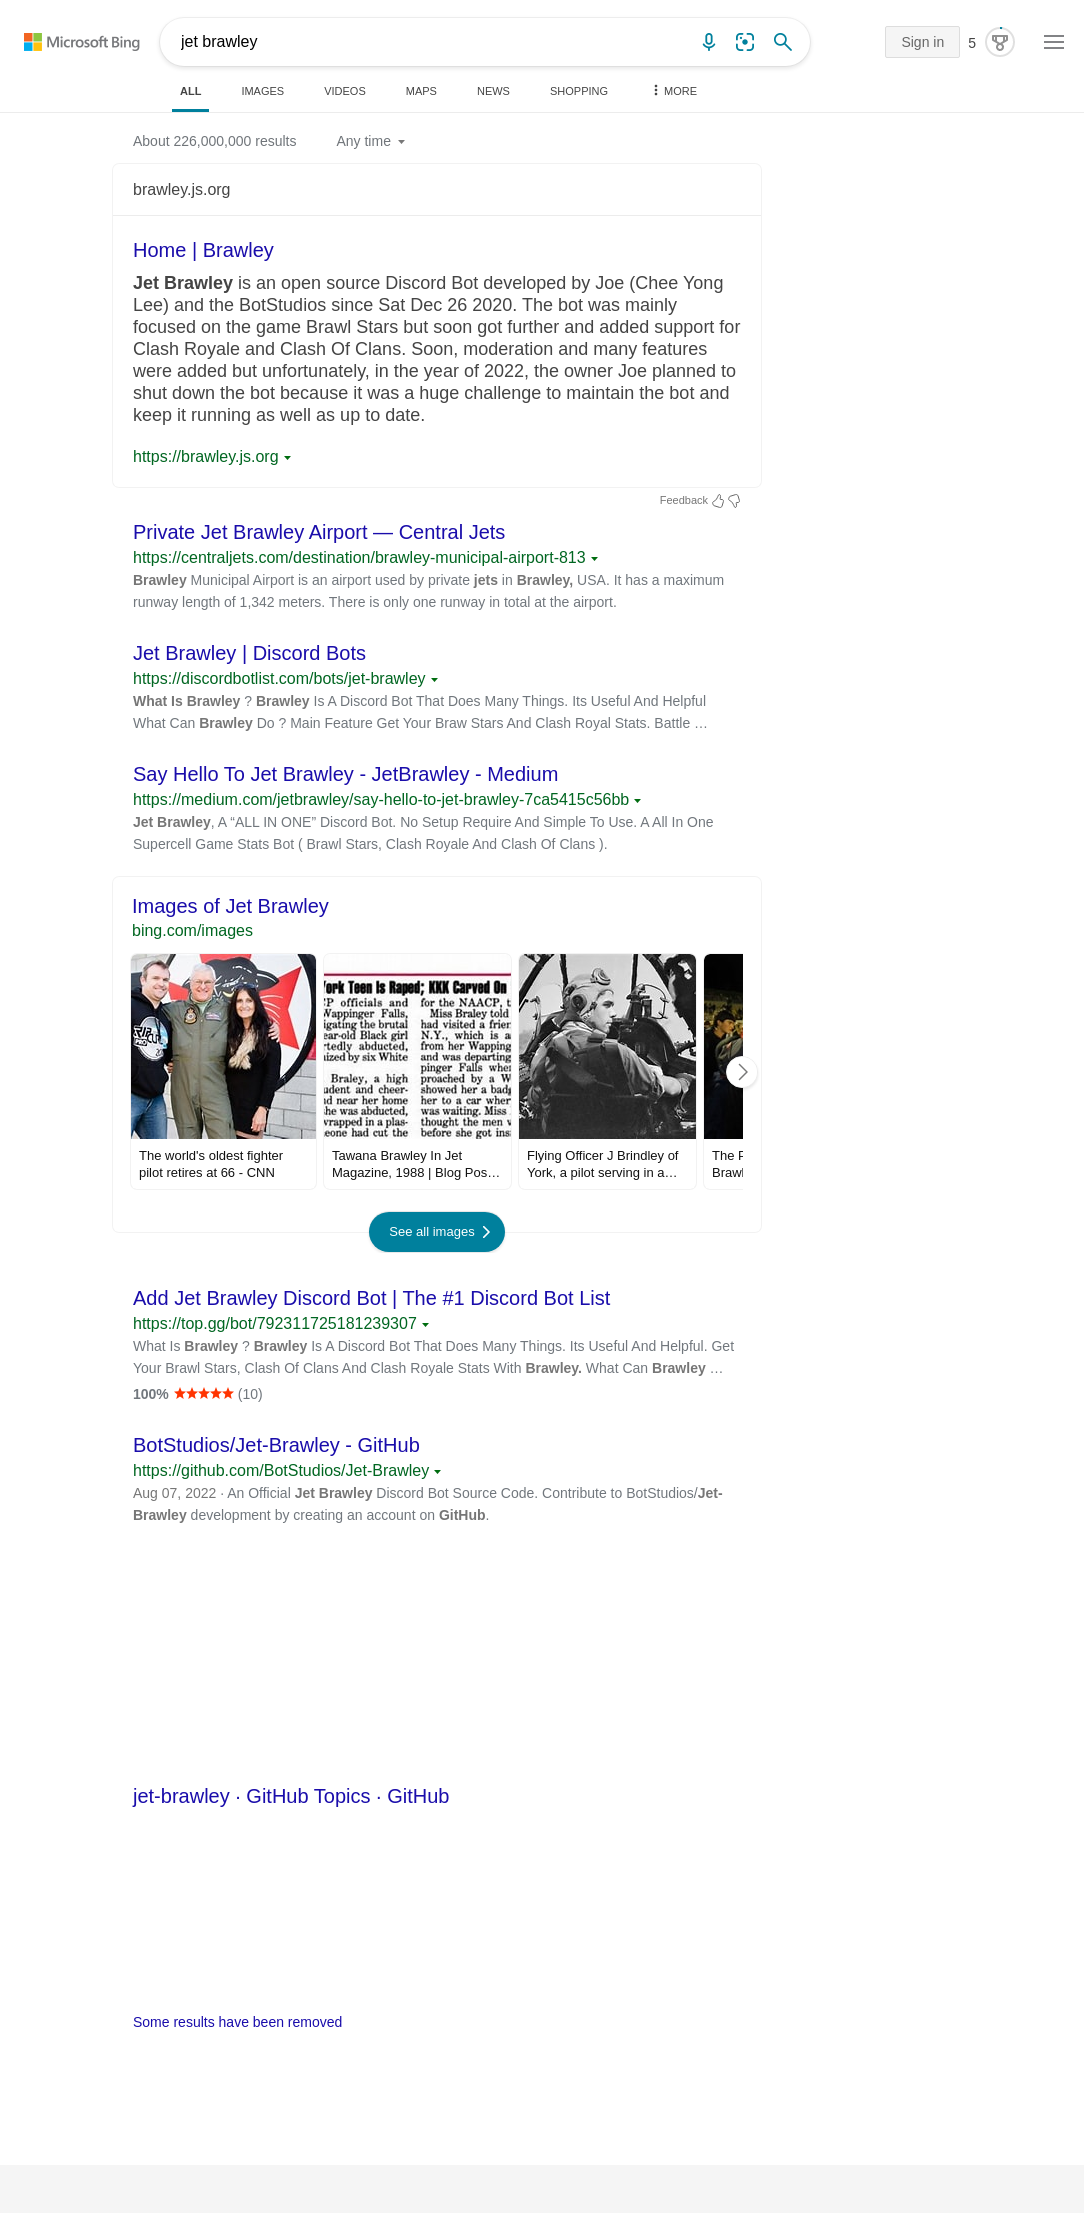 Microsoft Bing
jet brawley
Sign in
5
ALL
IMAGES
VIDEOS
MAPS
NEWS
SHOPPING
MORE
About 226,000,000 results
Any time
brawley.js.org
Home | Brawley
Jet Brawley is an open source Discord Bot developed by Joe (Chee Yong
Lee) and the BotStudios since Sat Dec 26 2020. The bot was mainly
focused on the game Brawl Stars but soon got further and added support for
Clash Royale and Clash Of Clans. Soon, moderation and many features
were added but unfortunately, in the year of 2022, the owner Joe planned to
shut down the bot because it was a huge challenge to maintain the bot and
keep it running as well as up to date.
https://brawley.js.org
Feedback
Private Jet Brawley Airport — Central Jets
https://centraljets.com/destination/brawley-municipal-airport-813
Brawley Municipal Airport is an airport used by private jets in Brawley, USA. It has a maximum
runway length of 1,342 meters. There is only one runway in total at the airport.
Jet Brawley | Discord Bots
https://discordbotlist.com/bots/jet-brawley
What Is Brawley ? Brawley Is A Discord Bot That Does Many Things. Its Useful And Helpful
What Can Brawley Do ? Main Feature Get Your Braw Stars And Clash Royal Stats. Battle …
Say Hello To Jet Brawley - JetBrawley - Medium
https://medium.com/jetbrawley/say-hello-to-jet-brawley-7ca5415c56bb
Jet Brawley, A “ALL IN ONE” Discord Bot. No Setup Require And Simple To Use. A All In One
Supercell Game Stats Bot ( Brawl Stars, Clash Royale And Clash Of Clans ).
Images of Jet Brawley
bing.com/images
RIP CURL
PRO
ork Teen Is Raped; KKK Carved On
CP officials and
Wappinger Falls,
igating the brutal
ear-old Black girl
rtedly abducted,
nized by six White
Braley, a high
udent and cheer-
nd near her home
she was abducted,
wrapped in a plas-
eone had cut the
for the NAACP, t
Miss Braley told
had visited a frien
N.Y., which is a
from her Wapping
and was departing
pinger Falls when
proached by a W
showed her a badg
her to a car wher
was waiting. Miss
thought the men w
before she got ins
The world's oldest fighter
pilot retires at 66 - CNN
Tawana Brawley In Jet
Magazine, 1988 | Blog Pos…
Flying Officer J Brindley of
York, a pilot serving in a…
The F
Brawl
See all images
Add Jet Brawley Discord Bot | The #1 Discord Bot List
https://top.gg/bot/792311725181239307
What Is Brawley ? Brawley Is A Discord Bot That Does Many Things. Its Useful And Helpful. Get
Your Brawl Stars, Clash Of Clans And Clash Royale Stats With Brawley. What Can Brawley …
100% ★★★★★ (10)
BotStudios/Jet-Brawley - GitHub
https://github.com/BotStudios/Jet-Brawley
Aug 07, 2022 · An Official Jet Brawley Discord Bot Source Code. Contribute to BotStudios/Jet-
Brawley development by creating an account on GitHub.
jet-brawley · GitHub Topics · GitHub
Some results have been removed